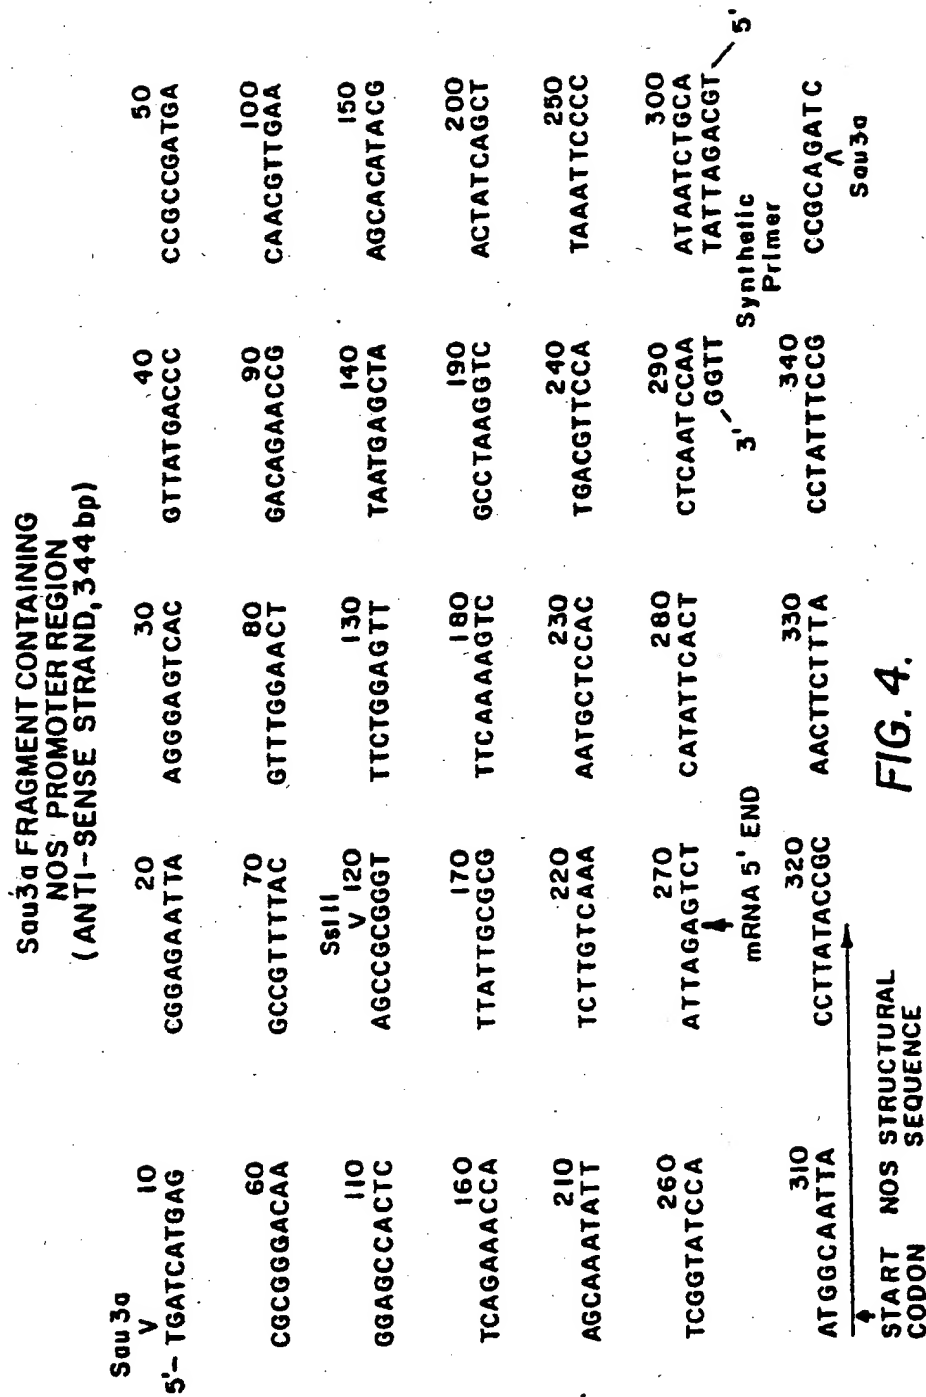 Sau3a FRAGMENT CONTAINING
NOS PROMOTER REGION
(ANTI-SENSE STRAND, 344 bp)
Sau 3a
V 10 20 30 40 50
5'- TGATCATGAG CGGAGAATTA AGGGAGTCAC GTTATGACCC CCGCCGATGA
60 70 80 90 100
CGCGGGACAA GCCGTTTTAC GTTTGGAACT GACAGAACCG CAACGTTGAA
SsIII
110 V 120 130 140 150
GGAGCCACTC AGCCGCGGGT TTCTGGAGTT TAATGAGCTA AGCACATACG
160 170 180 190 200
TCAGAAACCA TTATTGCGCG TTCAAAAGTC GCCTAAGGTC ACTATCAGCT
210 220 230 240 250
AGCAAATATT TCTTGTCAAA AATGCTCCAC TGACGTTCCA TAAATTCCCC
260 270 280 290 300
TCGGTATCCA ATTAGAGTCT CATATTCACT CTCAATCCAA ATAATCTGCA
3' GGTT TATTAGACGT 5'
mRNA 5' END
Synthetic
Primer
310 320 330 340
ATGGCAATTA CCTTATACCGC AACTTCTTTA CCTATTTCCG CCGCAGATC
^
Sau 3a
START NOS STRUCTURAL
CODON SEQUENCE
FIG. 4.